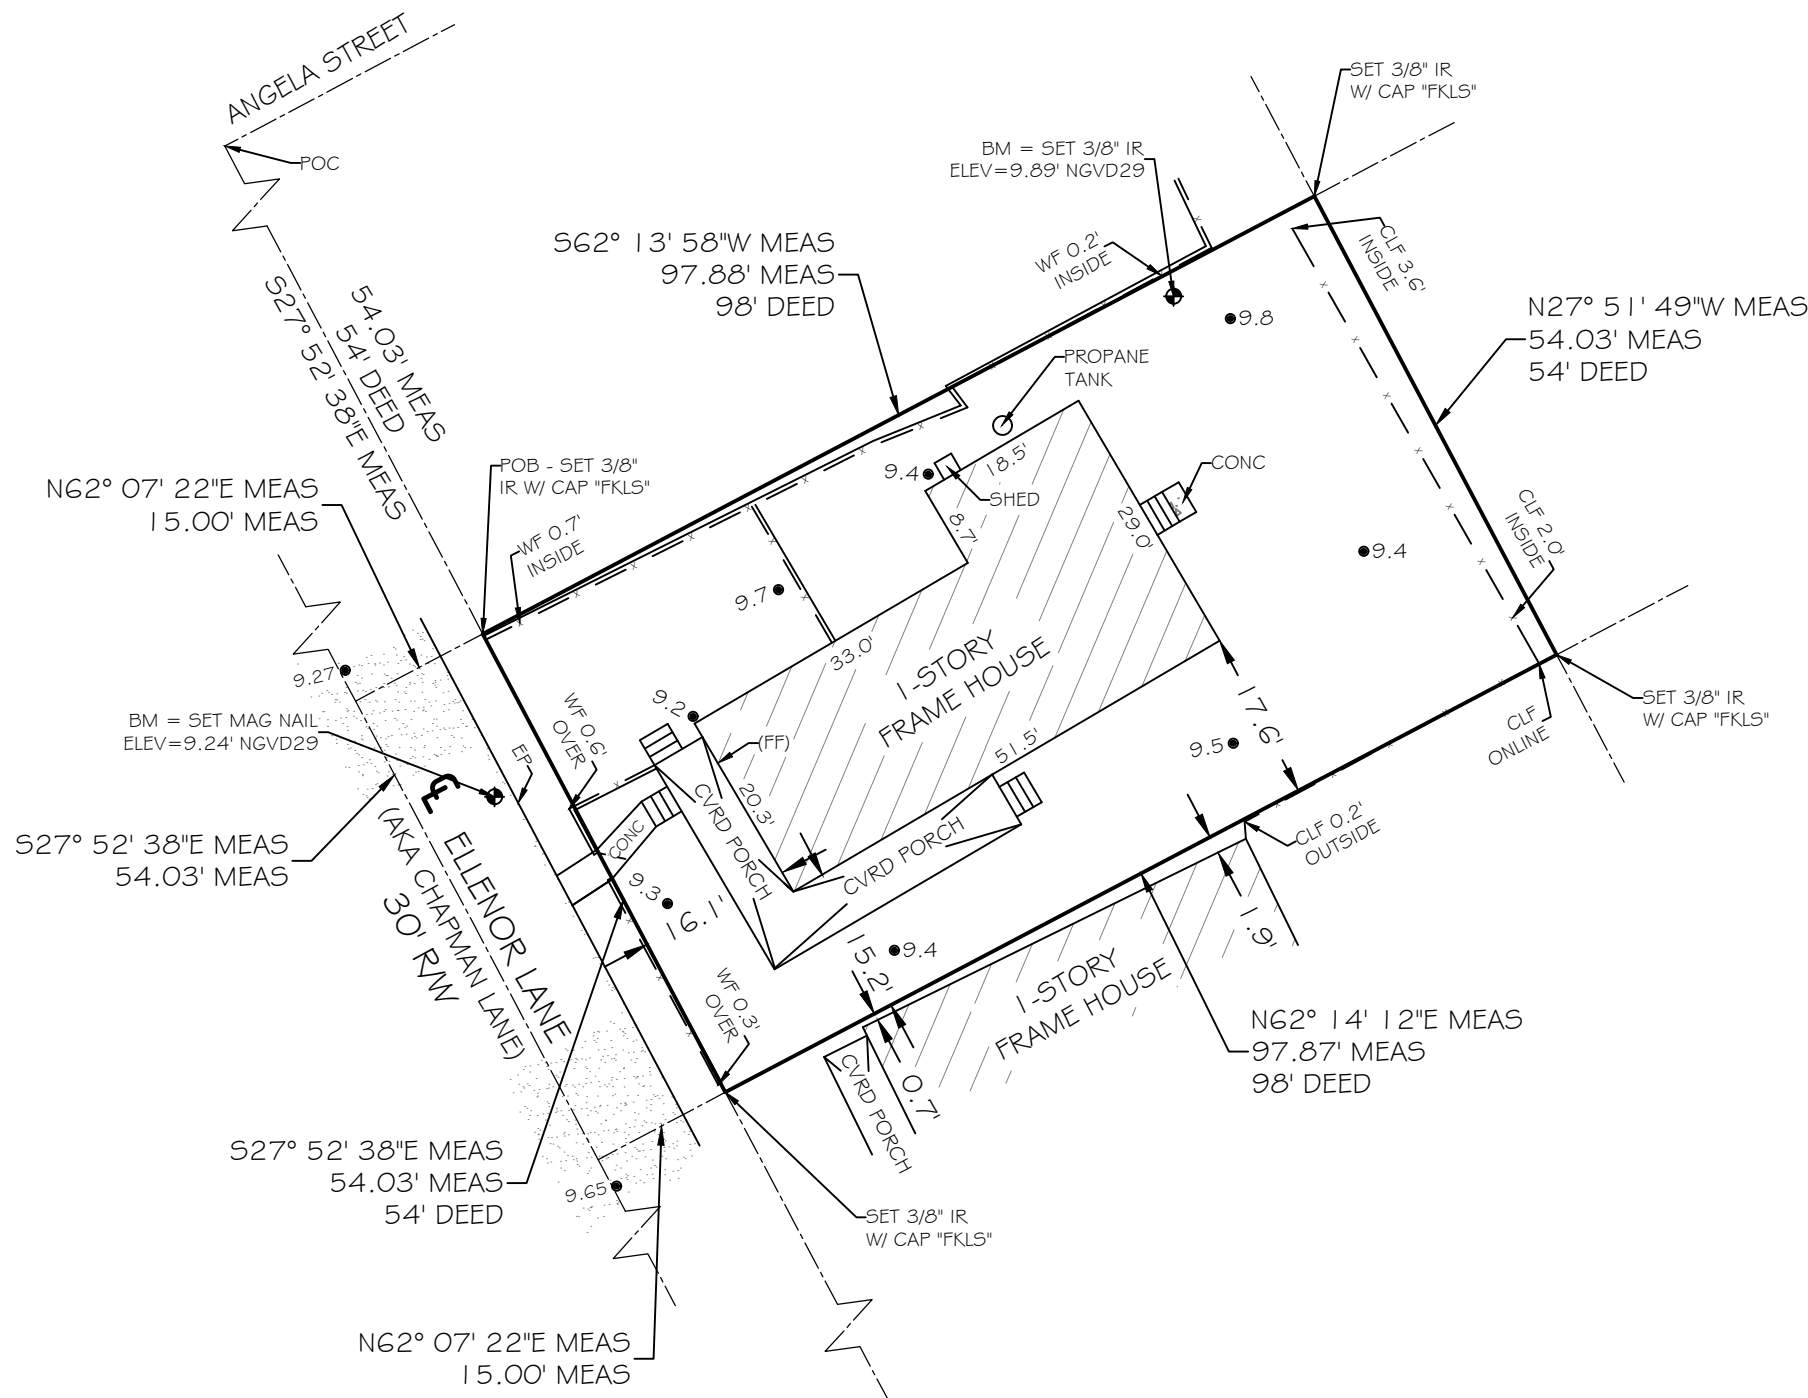 ANGELA STREET
POC
SET 3/8" IR
W/ CAP "FKLS"
BM = SET 3/8" IR
ELEV=9.89' NGVD29
S62° 13' 58"W MEAS
97.88' MEAS
98' DEED
WF 0.2'
INSIDE
CLF 3.6'
INSIDE
N27° 51' 49"W MEAS
54.03' MEAS
54' DEED
54.03' MEAS
54' DEED
S27° 52' 38"E MEAS
9.8
PROPANE
TANK
POB - SET 3/8"
IR W/ CAP "FKLS"
N62° 07' 22"E MEAS
15.00' MEAS
9.4
18.5'
SHED
CONC
8.7'
29.0'
CLF 2.0'
INSIDE
WF 0.7'
INSIDE
9.4
9.7
33.0'
1-STORY
FRAME HOUSE
9.27
BM = SET MAG NAIL
ELEV=9.24' NGVD29
WF 0.6'
OVER
9.2
(FF)
17.6'
SET 3/8" IR
W/ CAP "FKLS"
CLF
ONLINE
9.5
51.5'
EP
20.3'
CVRD PORCH
CVRD PORCH
CONC
CLF 0.2'
OUTSIDE
S27° 52' 38"E MEAS
54.03' MEAS
ELLENOR LANE
(AKA CHAPMAN LANE)
30' R/W
9.3
16.1'
9.4
15.2'
1.9'
WF 0.3'
OVER
1-STORY
FRAME HOUSE
N62° 14' 12"E MEAS
97.87' MEAS
98' DEED
0.7'
CVRD PORCH
S27° 52' 38"E MEAS
54.03' MEAS
54' DEED
9.65
SET 3/8" IR
W/ CAP "FKLS"
N62° 07' 22"E MEAS
15.00' MEAS